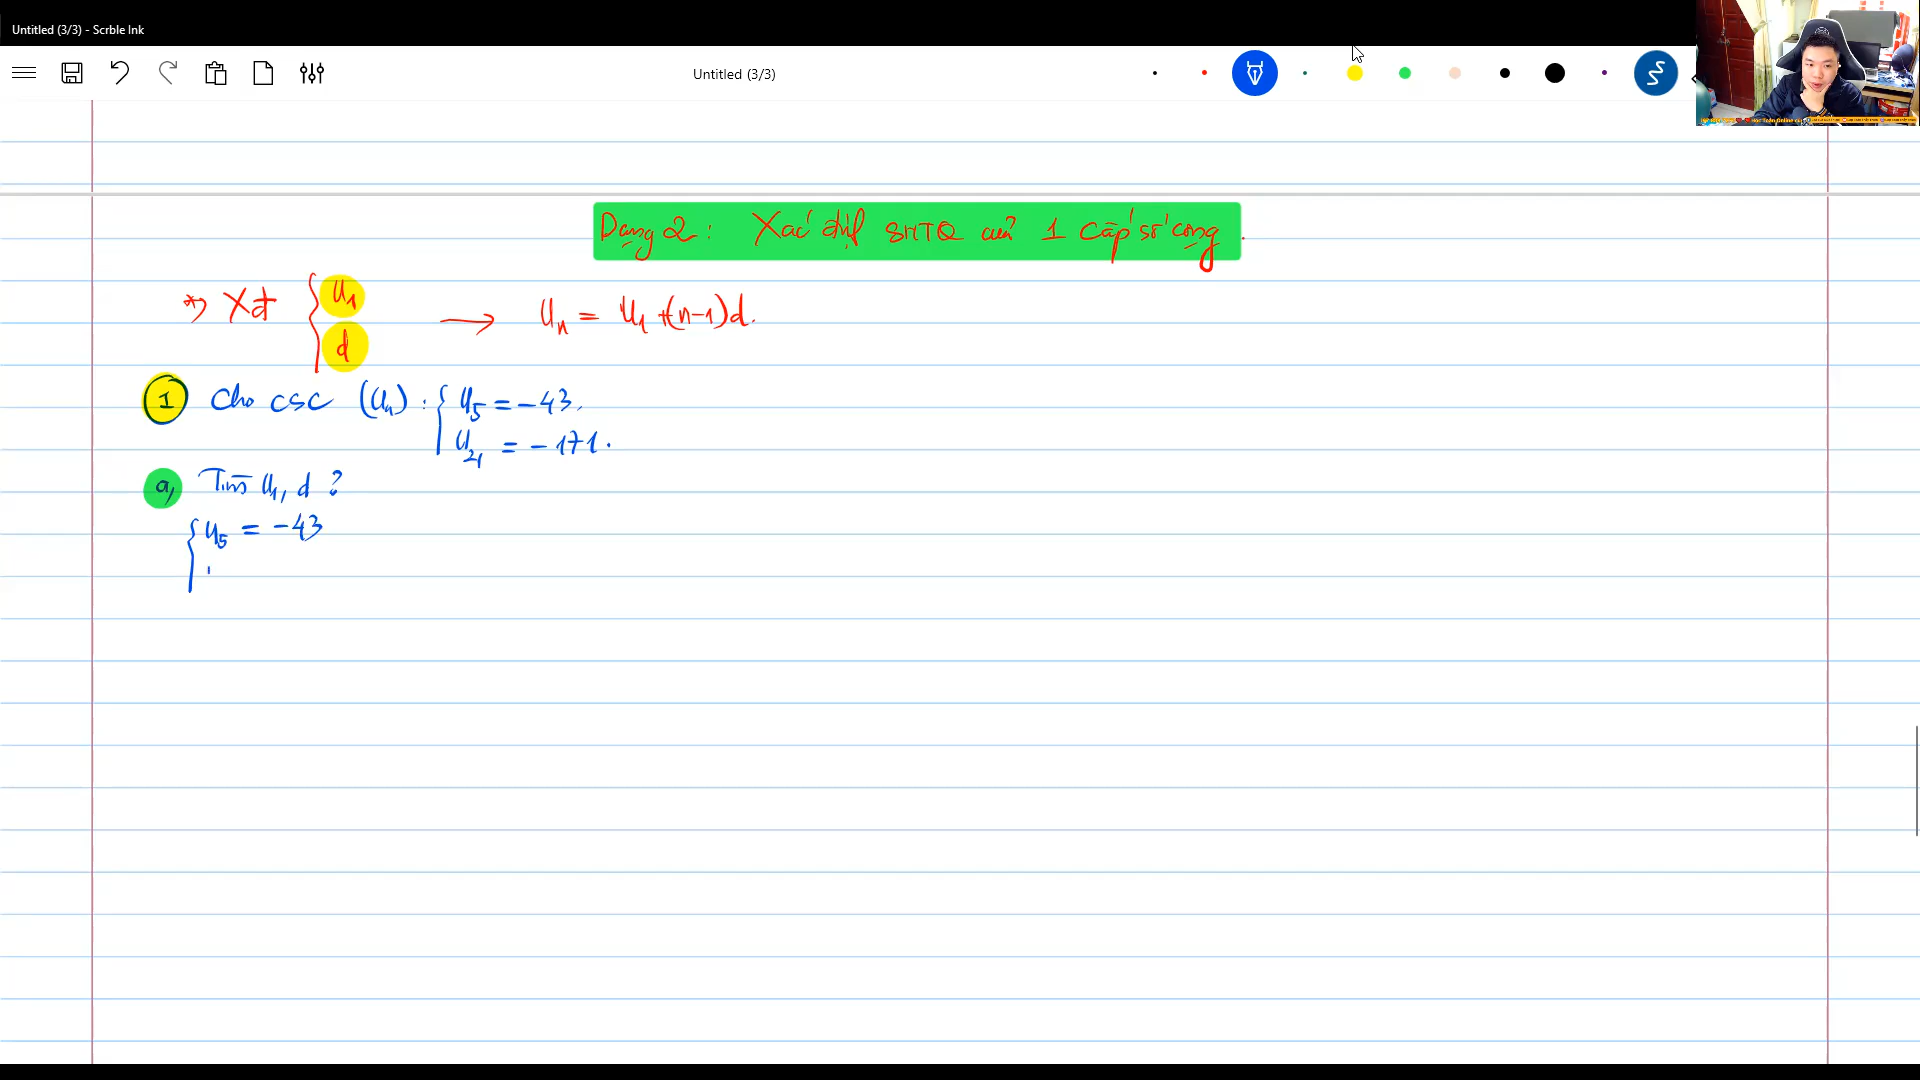 Untitled (3/3) - Scrble Ink
Untitled (3/3)
Dạng 2: Xác định SHTQ của 1 cấp số cộng.
*) Xđ { u₁
d
→ uₙ = u₁ + (n-1)d.
1 Cho CSC (uₙ): { u₅ = -43.
u₂₁ = -171.
a, Tìm u₁, d ?
{ u₅ = -43